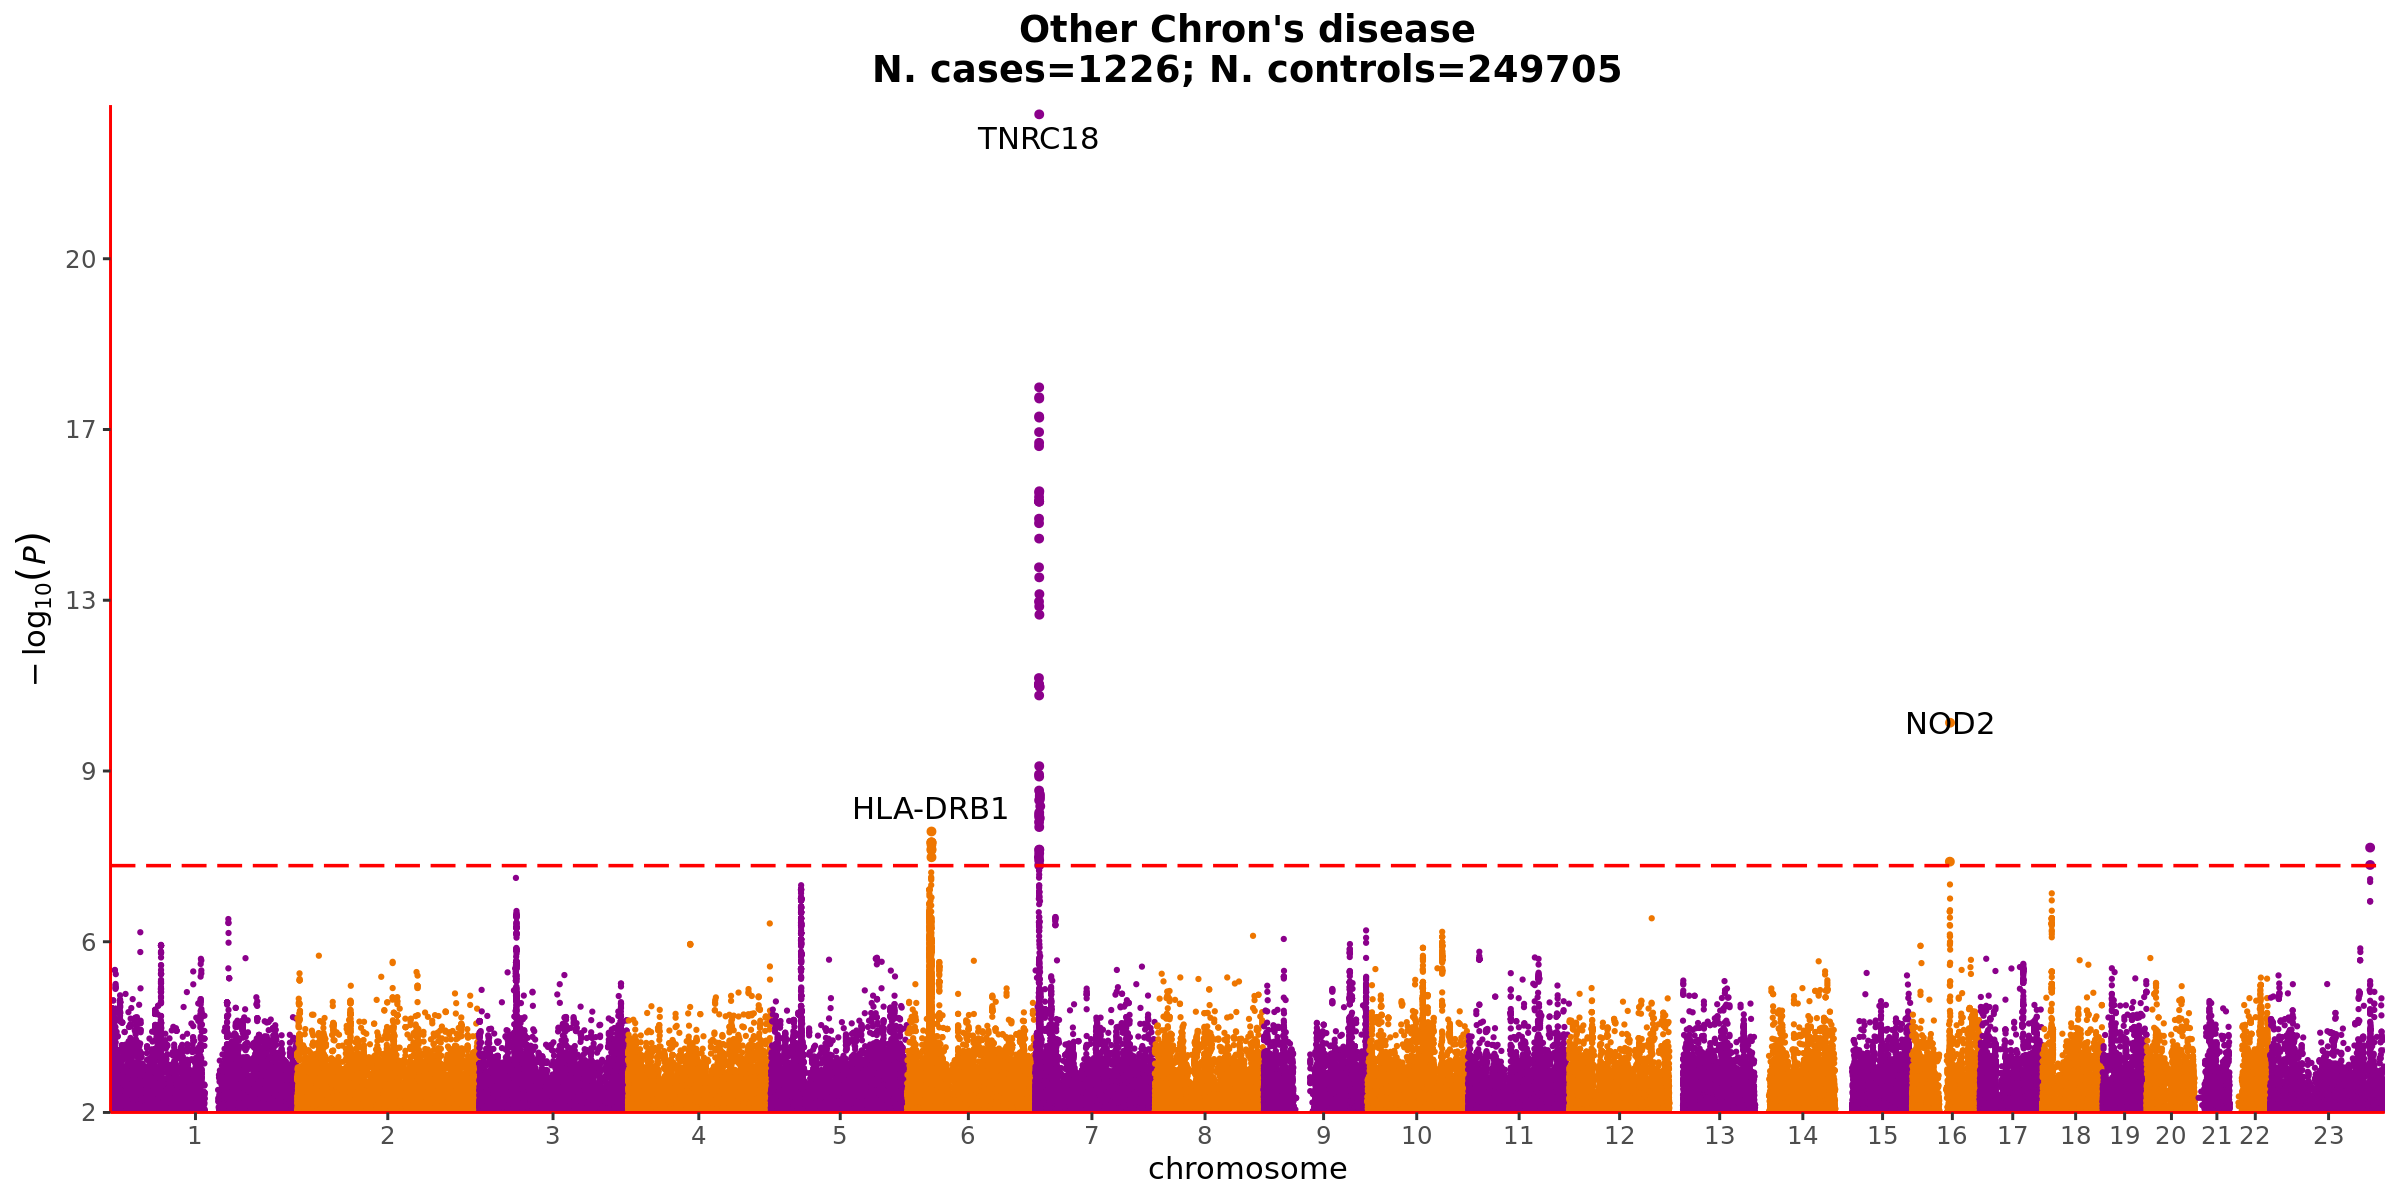 Other Chron's disease
N. cases=1226; N. controls=249705
TNRC18
20
17
− log10(P)
13
NOD2
9
HLA-DRB1
6
2
1 2 3 4 5 6 7 8 9 10 11 12 13 14 15 16 17 18 19 20 21 22 23
chromosome